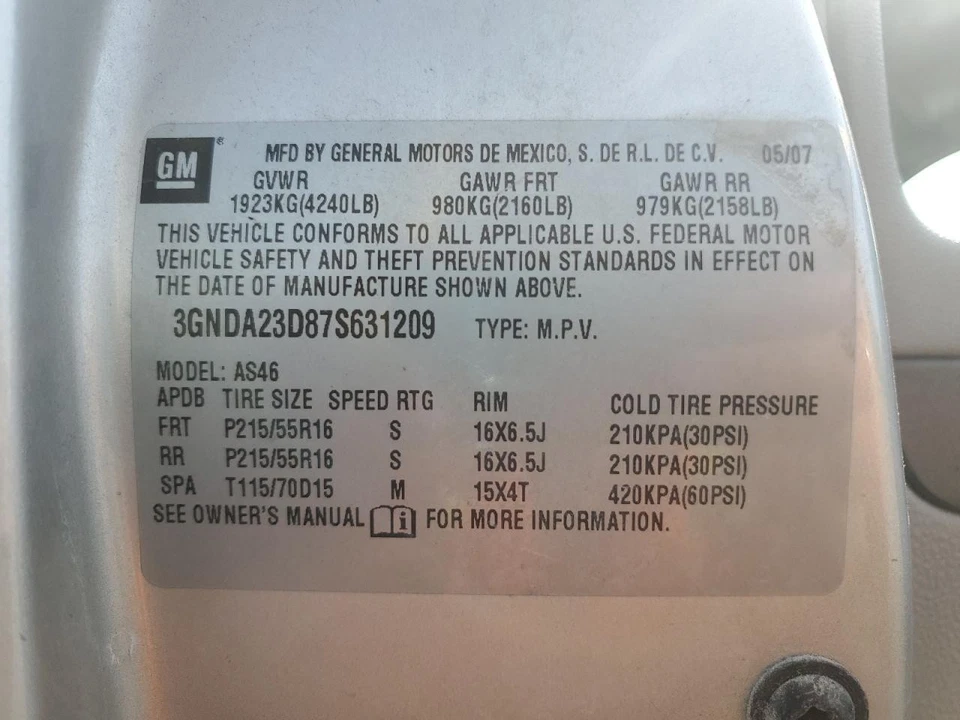 GM® MFD BY GENERAL MOTORS DE MEXICO, S. DE R.L. DE C.V. 05/07
GVWR GAWR FRT GAWR RR
1923KG(4240LB) 980KG(2160LB) 979KG(2158LB)
THIS VEHICLE CONFORMS TO ALL APPLICABLE U.S. FEDERAL MOTOR
VEHICLE SAFETY AND THEFT PREVENTION STANDARDS IN EFFECT ON
THE DATE OF MANUFACTURE SHOWN ABOVE.
3GNDA23D87S631209 TYPE: M.P.V.
MODEL: AS46
APDB TIRE SIZE SPEED RTG RIM COLD TIRE PRESSURE
FRT P215/55R16 S 16X6.5J 210KPA(30PSI)
RR P215/55R16 S 16X6.5J 210KPA(30PSI)
SPA T115/70D15 M 15X4T 420KPA(60PSI)
SEE OWNER'S MANUAL i FOR MORE INFORMATION.